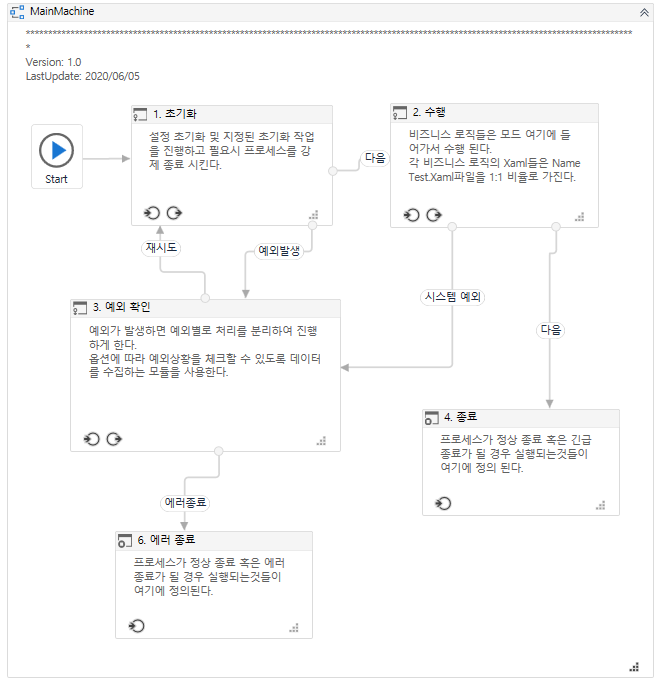 MainMachine
****************************************************************************************************************************************
*
Version: 1.0
LastUpdate: 2020/06/05
Start
1. 초기화
설정 초기화 및 지정된 초기화 작업
을 진행하고 필요시 프로세스를 강
제 종료 시킨다.
다음
2. 수행
비즈니스 로직들은 모드 여기에 들
어가서 수행 된다.
각 비즈니스 로직의 Xaml들은 Name
Test.Xaml파일을 1:1 비율로 가진다.
재시도
예외발생
시스템 예외
다음
3. 예외 확인
예외가 발생하면 예외별로 처리를 분리하여 진행
하게 한다.
옵션에 따라 예외상황을 체크할 수 있도록 데이터
를 수집하는 모듈을 사용한다.
4. 종료
프로세스가 정상 종료 혹은 긴급
종료가 될 경우 실행되는것들이
여기에 정의 된다.
에러종료
6. 에러 종료
프로세스가 정상 종료 혹은 에러
종료가 될 경우 실행되는것들이
여기에 정의된다.